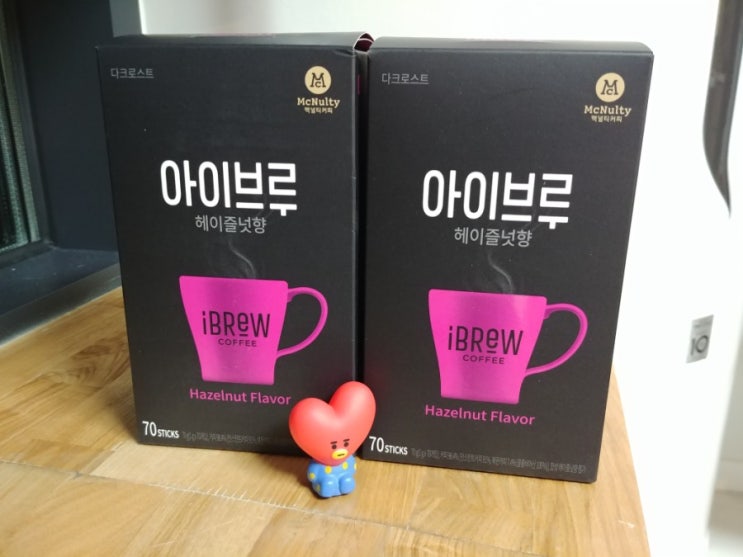 다크로스트
McNulty
맥널티커피
아이브루
헤이즐넛향
iBREW
COFFEE
Hazelnut Flavor
70 STICKS
다크로스트
McNulty
맥널티커피
아이브루
헤이즐넛향
iBREW
COFFEE
Hazelnut Flavor
70 STICKS
10